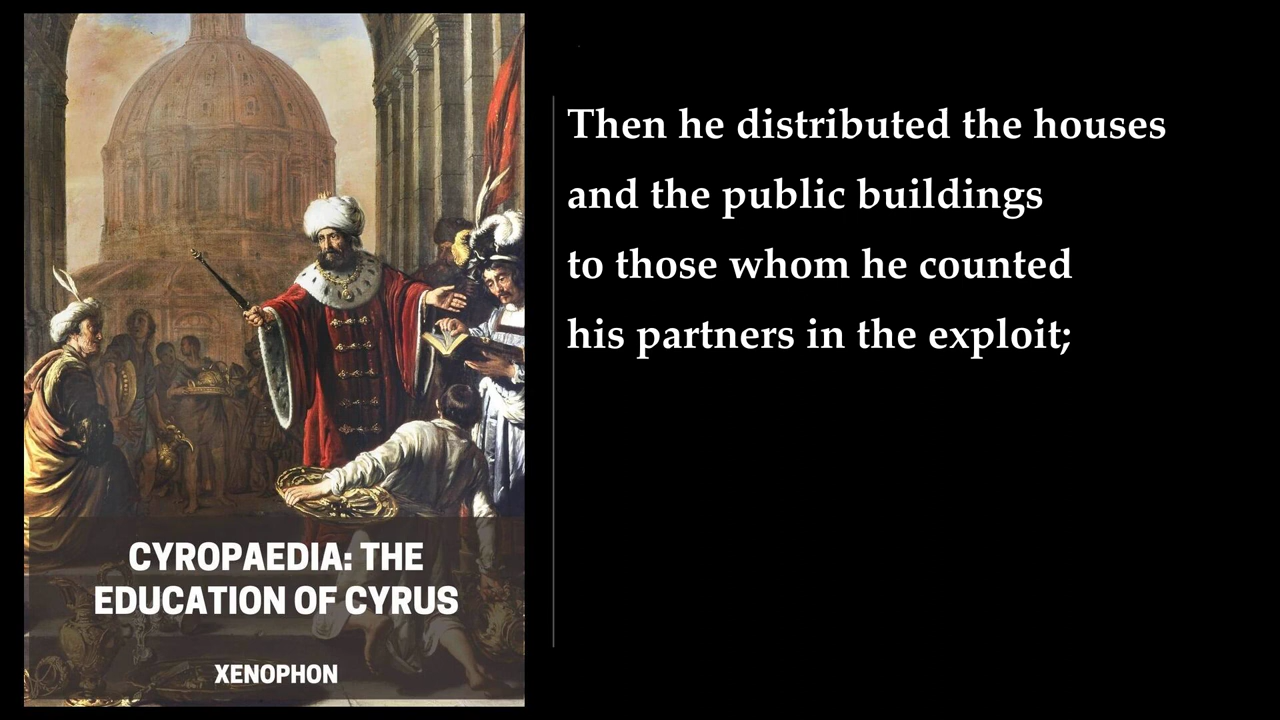 Then he distributed the houses
and the public buildings
to those whom he counted
his partners in the exploit;
CYROPAEDIA: THE
EDUCATION OF CYRUS
XENOPHON